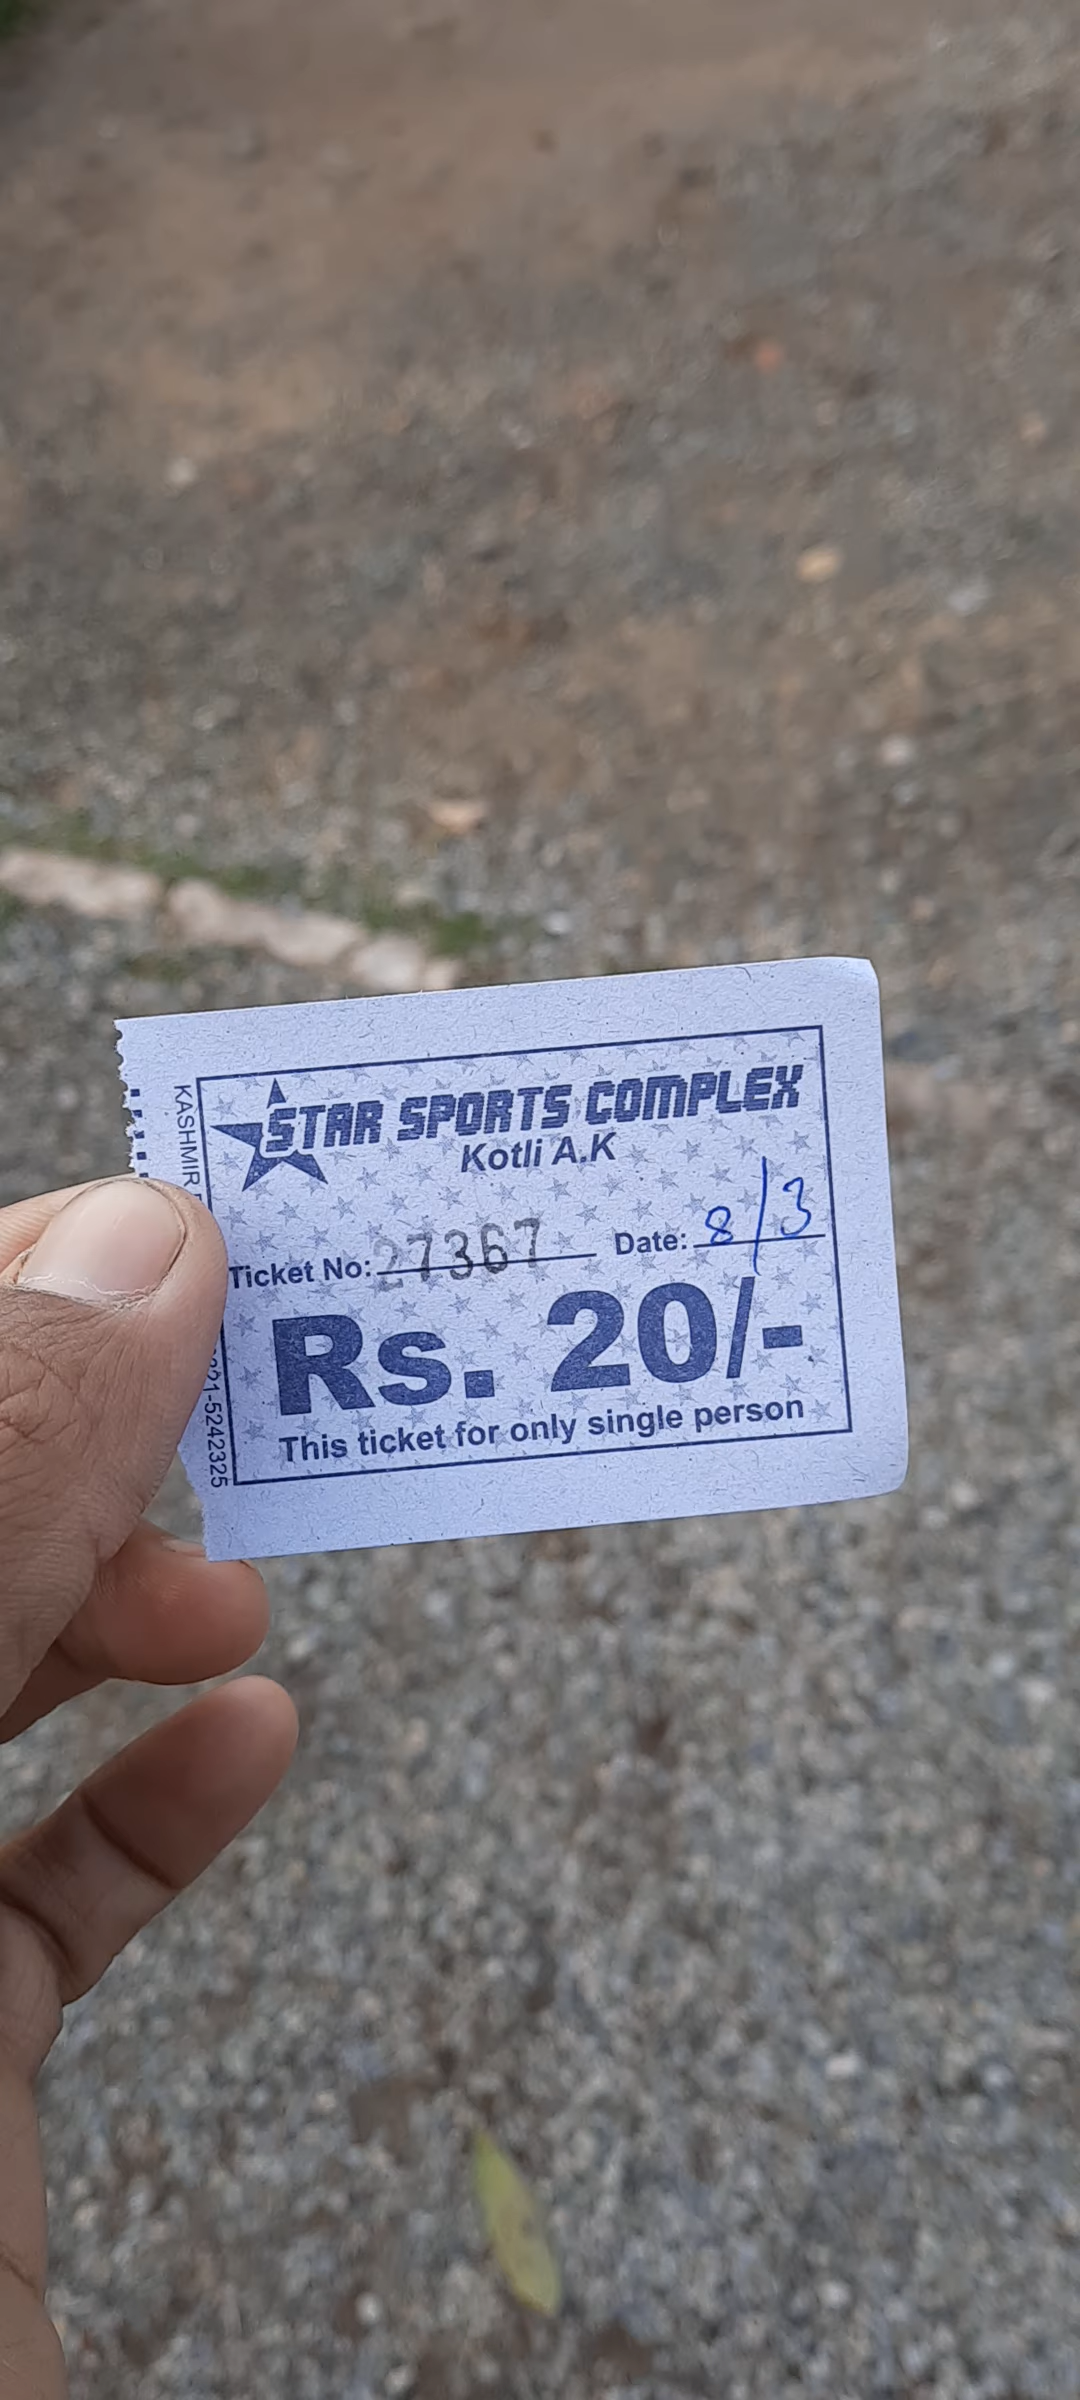 STAR SPORTS COMPLEX
Kotli A.K
Ticket No: 27367 Date: 8/3
Rs. 20/-
This ticket for only single person
KASHMIR
21-5242325